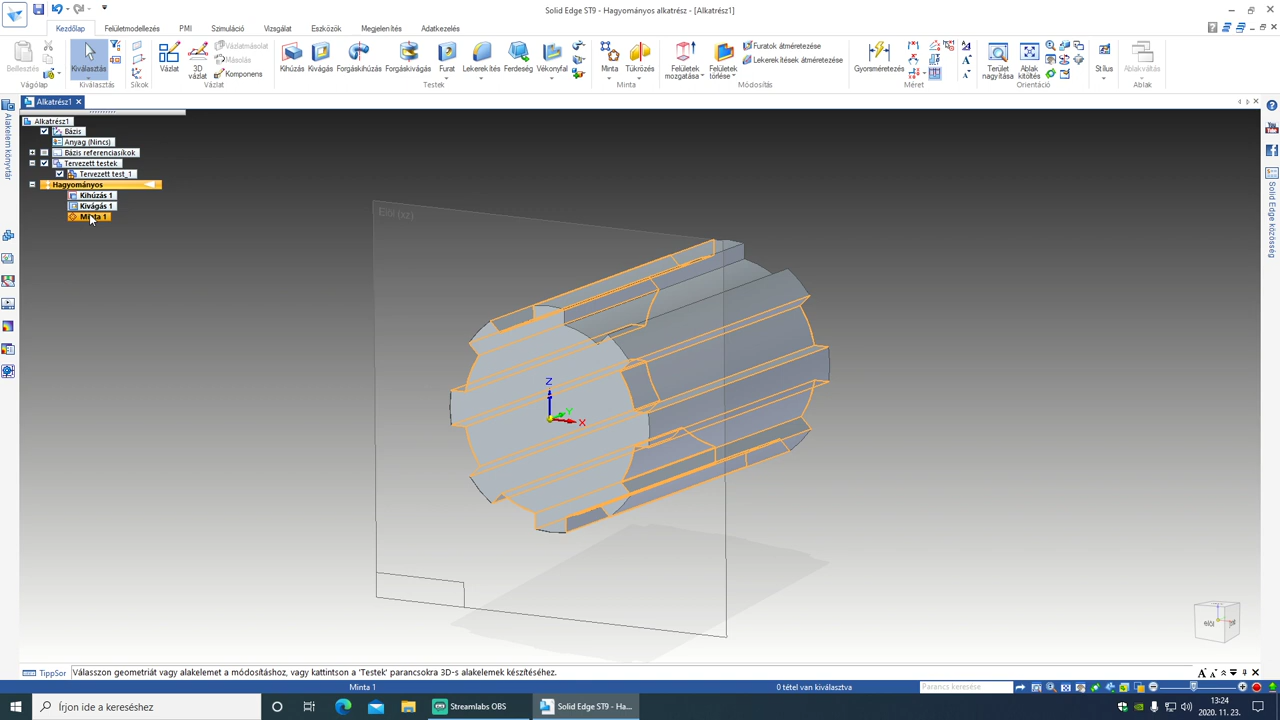 Solid Edge ST9 - Hagyományos alkatrész - [Alkatrész1]
Kezdőlap Felületmodellezés PMI Szimuláció Vizsgálat Eszközök Megjelenítés Adatkezelés
Beillesztés Kiválasztás Vázlat 3D vázlat Vázlatmásolat Másolás Komponens Kihúzás Kivágás Forgáskihúzás Forgáskivágás Furat Lekerekítés Ferdeség Vékonyfal Minta Tükrözés Felületek mozgatása Felületek törlése Furatok átméretezése Lekerekítések átméretezése Gyorsméretezés Terület nagyítása Ablak kitöltés Stílus Ablakváltás
Vágólap Kiválasztás Síkok Vázlat Testek Minta Módosítás Méret Orientáció Ablak
Alkatrész1
Alkatrész1
Bázis
Anyag (Nincs)
Bázis referenciasíkok
Tervezett testek
Tervezett test_1
Hagyományos
Kihúzás 1
Kivágás 1
Minta 1
Alakelem könyvtár
Solid Edge közösség
Elöl (xz)
Z
Y
X
elöl
TippSor
Válasszon geometriát vagy alakelemet a módosításhoz, vagy kattintson a 'Testek' parancsokra 3D-s alakelemek készítéséhez.
Minta 1
0 tétel van kiválasztva
Parancs keresése
Írjon ide a kereséshez
Streamlabs OBS
Solid Edge ST9 - Ha...
13:24
2020. 11. 23.